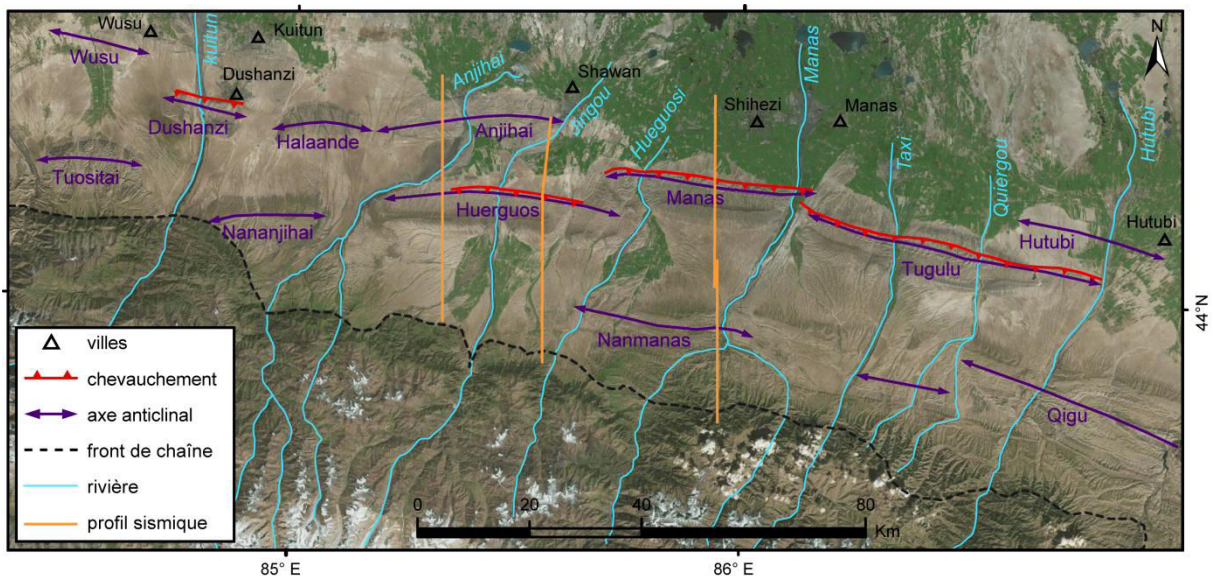 Wusu
Wusu
kuitun
Kuitun
Dushanzi
Dushanzi
Halaande
Tuositai
Nananjihai
Anjihai
Anjihai
Jingou
Shawan
Hueguosi
Huerguos
Shihezi
Manas
Manas
Manas
Taxi
Quiergou
Hutubi
Hutubi
Hutubi
Tugulu
Nanmanas
Qigu
N
44°N
villes
chevauchement
axe anticlinal
front de chaîne
rivière
profil sismique
0 20 40 80
Km
85° E
86° E